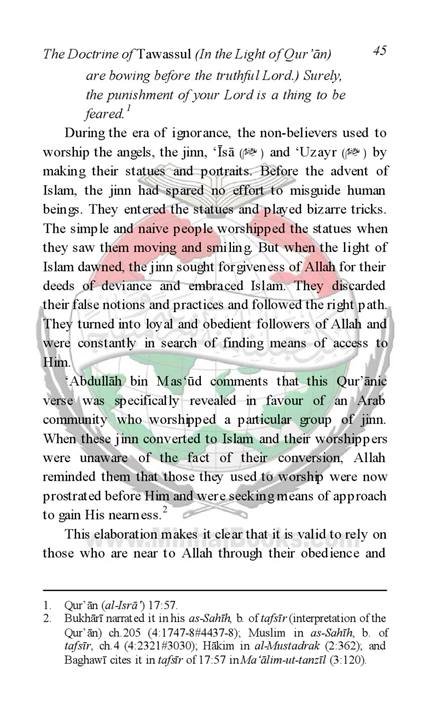 The Doctrine of Tawassul (In the Light of Qur’ān) 45
are bowing before the truthful Lord.) Surely,
the punishment of your Lord is a thing to be
feared.1
During the era of ignorance, the non-believers used to
worship the angels, the jinn, ‘Īsā () and ‘Uzayr () by
making their statues and portraits. Before the advent of
Islam, the jinn had spared no effort to misguide human
beings. They entered the statues and played bizarre tricks.
The simple and naive people worshipped the statues when
they saw them moving and smiling. But when the light of
Islam dawned, the jinn sought forgiveness of Allah for their
deeds of deviance and embraced Islam. They discarded
their false notions and practices and followed the right path.
They turned into loyal and obedient followers of Allah and
were constantly in search of finding means of access to
Him.
‘Abdullāh bin Mas‘ūd comments that this Qur’ānic
verse was specifically revealed in favour of an Arab
community who worshipped a particular group of jinn.
When these jinn converted to Islam and their worshippers
were unaware of the fact of their conversion, Allah
reminded them that those they used to worship were now
prostrated before Him and were seeking means of approach
to gain His nearness.2
www.MinhajBooks.com
This elaboration makes it clear that it is valid to rely on
those who are near to Allah through their obedience and
1. Qur’ān (al-Isrā’) 17:57.
2. Bukhārī narrated it in his as-Sahīh, b. of tafsīr (interpretation of the
Qur’ān) ch.205 (4:1747-8#4437-8); Muslim in as-Sahīh, b. of
tafsīr, ch.4 (4:2321#3030); Hākim in al-Mustadrak (2:362); and
Baghawī cites it in tafsīr of 17:57 in Ma‘ālim-ut-tanzīl (3:120).